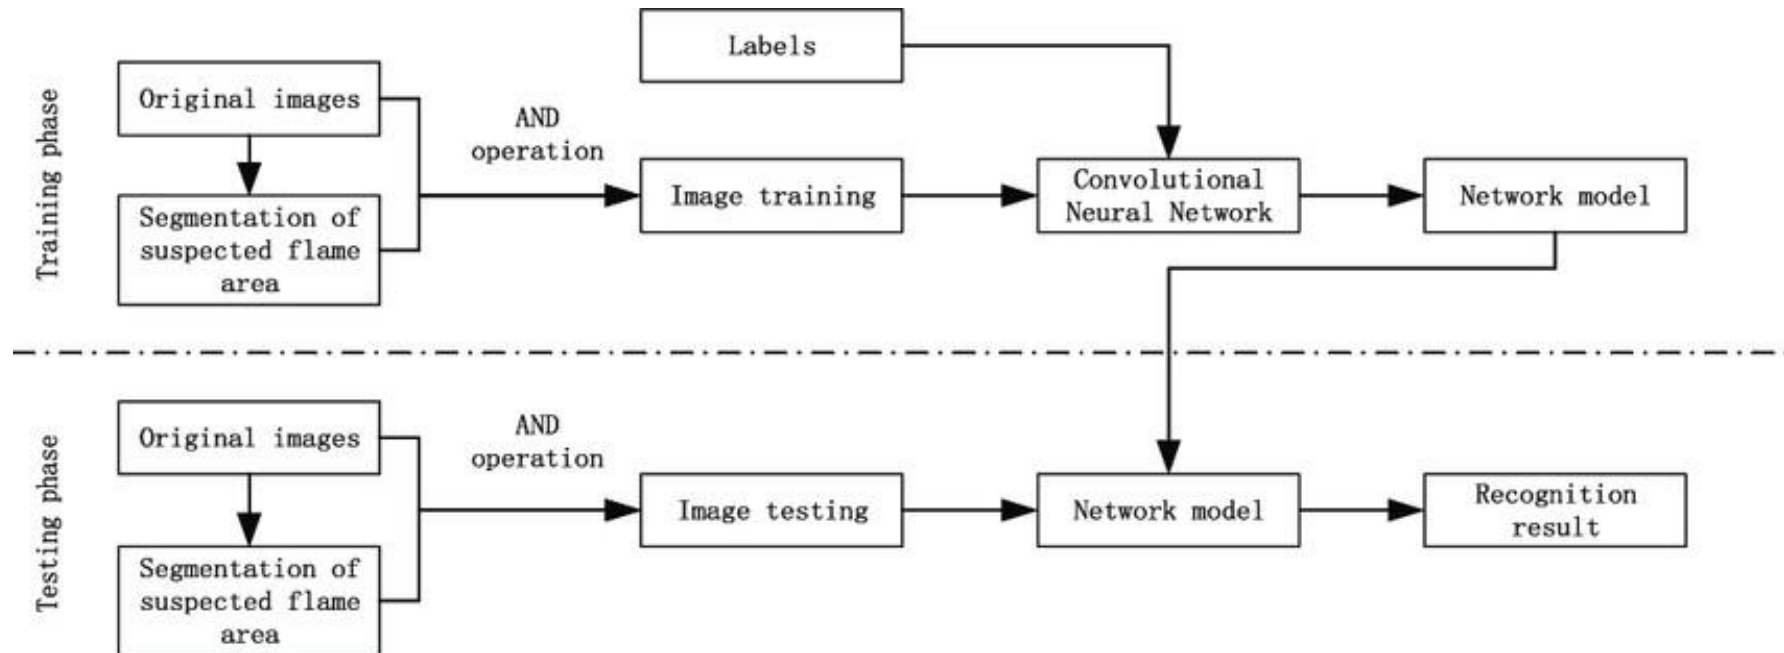 Training phase
Labels
Original images
AND
operation
Segmentation of
suspected flame
area
Image training
Convolutional
Neural Network
Network model
Testing phase
Original images
AND
operation
Segmentation of
suspected flame
area
Image testing
Network model
Recognition
result